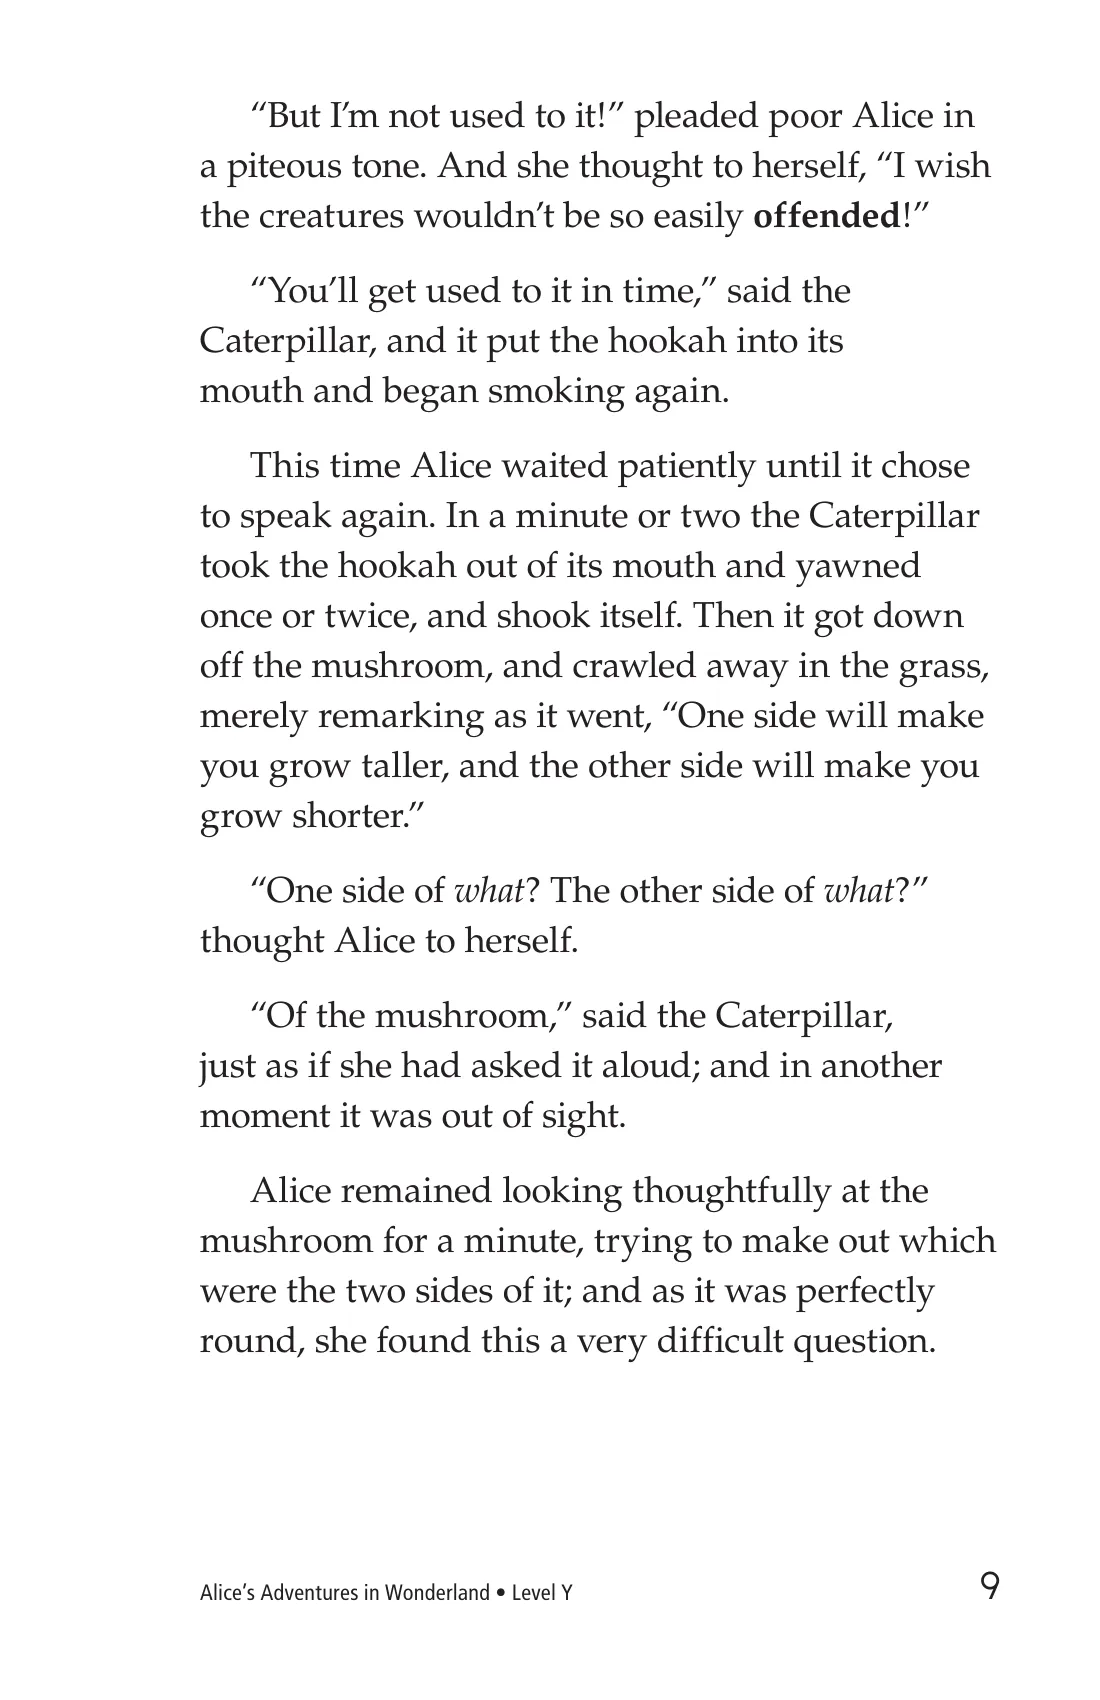 “But I’m not used to it!” pleaded poor Alice in
a piteous tone. And she thought to herself, “I wish
the creatures wouldn’t be so easily offended!”
“You’ll get used to it in time,” said the
Caterpillar, and it put the hookah into its
mouth and began smoking again.
This time Alice waited patiently until it chose
to speak again. In a minute or two the Caterpillar
took the hookah out of its mouth and yawned
once or twice, and shook itself. Then it got down
off the mushroom, and crawled away in the grass,
merely remarking as it went, “One side will make
you grow taller, and the other side will make you
grow shorter.”
“One side of what? The other side of what?”
thought Alice to herself.
“Of the mushroom,” said the Caterpillar,
just as if she had asked it aloud; and in another
moment it was out of sight.
Alice remained looking thoughtfully at the
mushroom for a minute, trying to make out which
were the two sides of it; and as it was perfectly
round, she found this a very difficult question.
Alice’s Adventures in Wonderland • Level Y
9